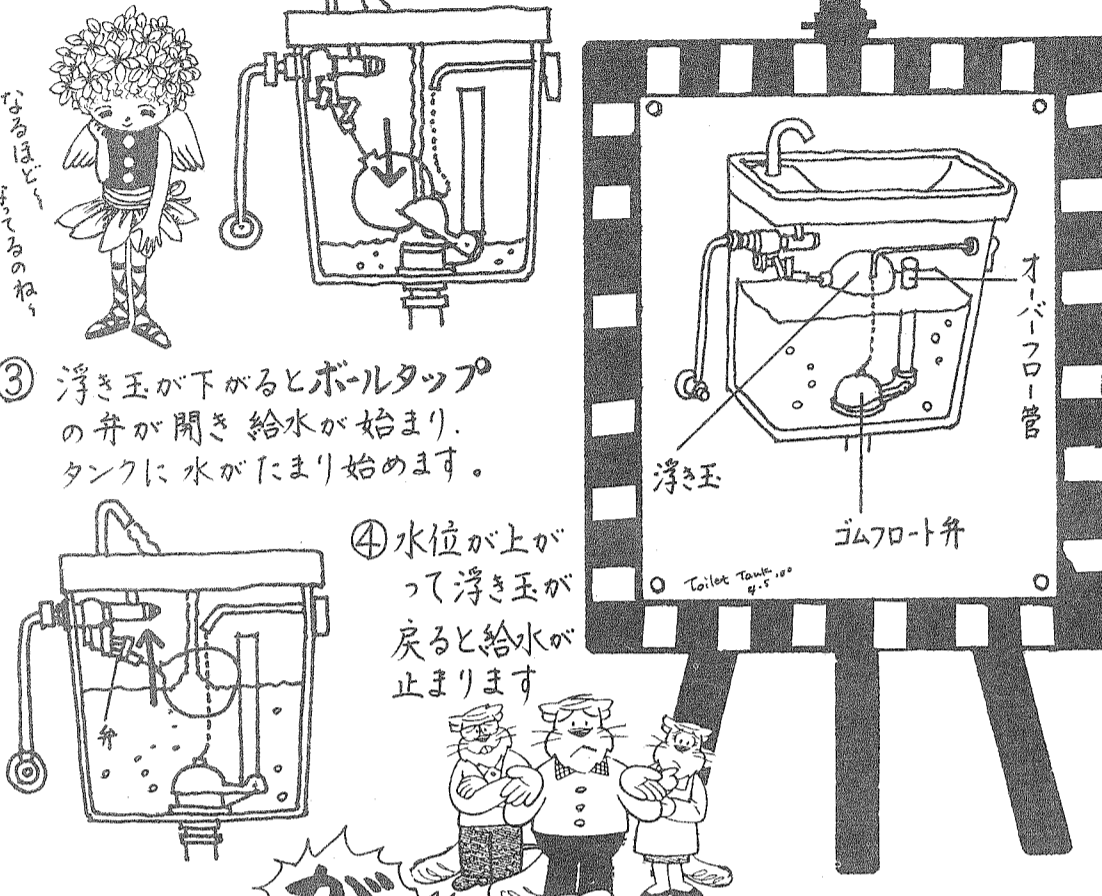 なるほど〜
ってるのね〜
③ 浮き玉が下がるとボールタップ
の弁が開き給水が始まり.
タンクに水がたまり始めます。
④ 水位が上が
って浮き玉が
戻ると給水が
止まります
弁
オーバーフロー管
浮き玉
ゴムフロート弁
Toilet Tank '00
4.5